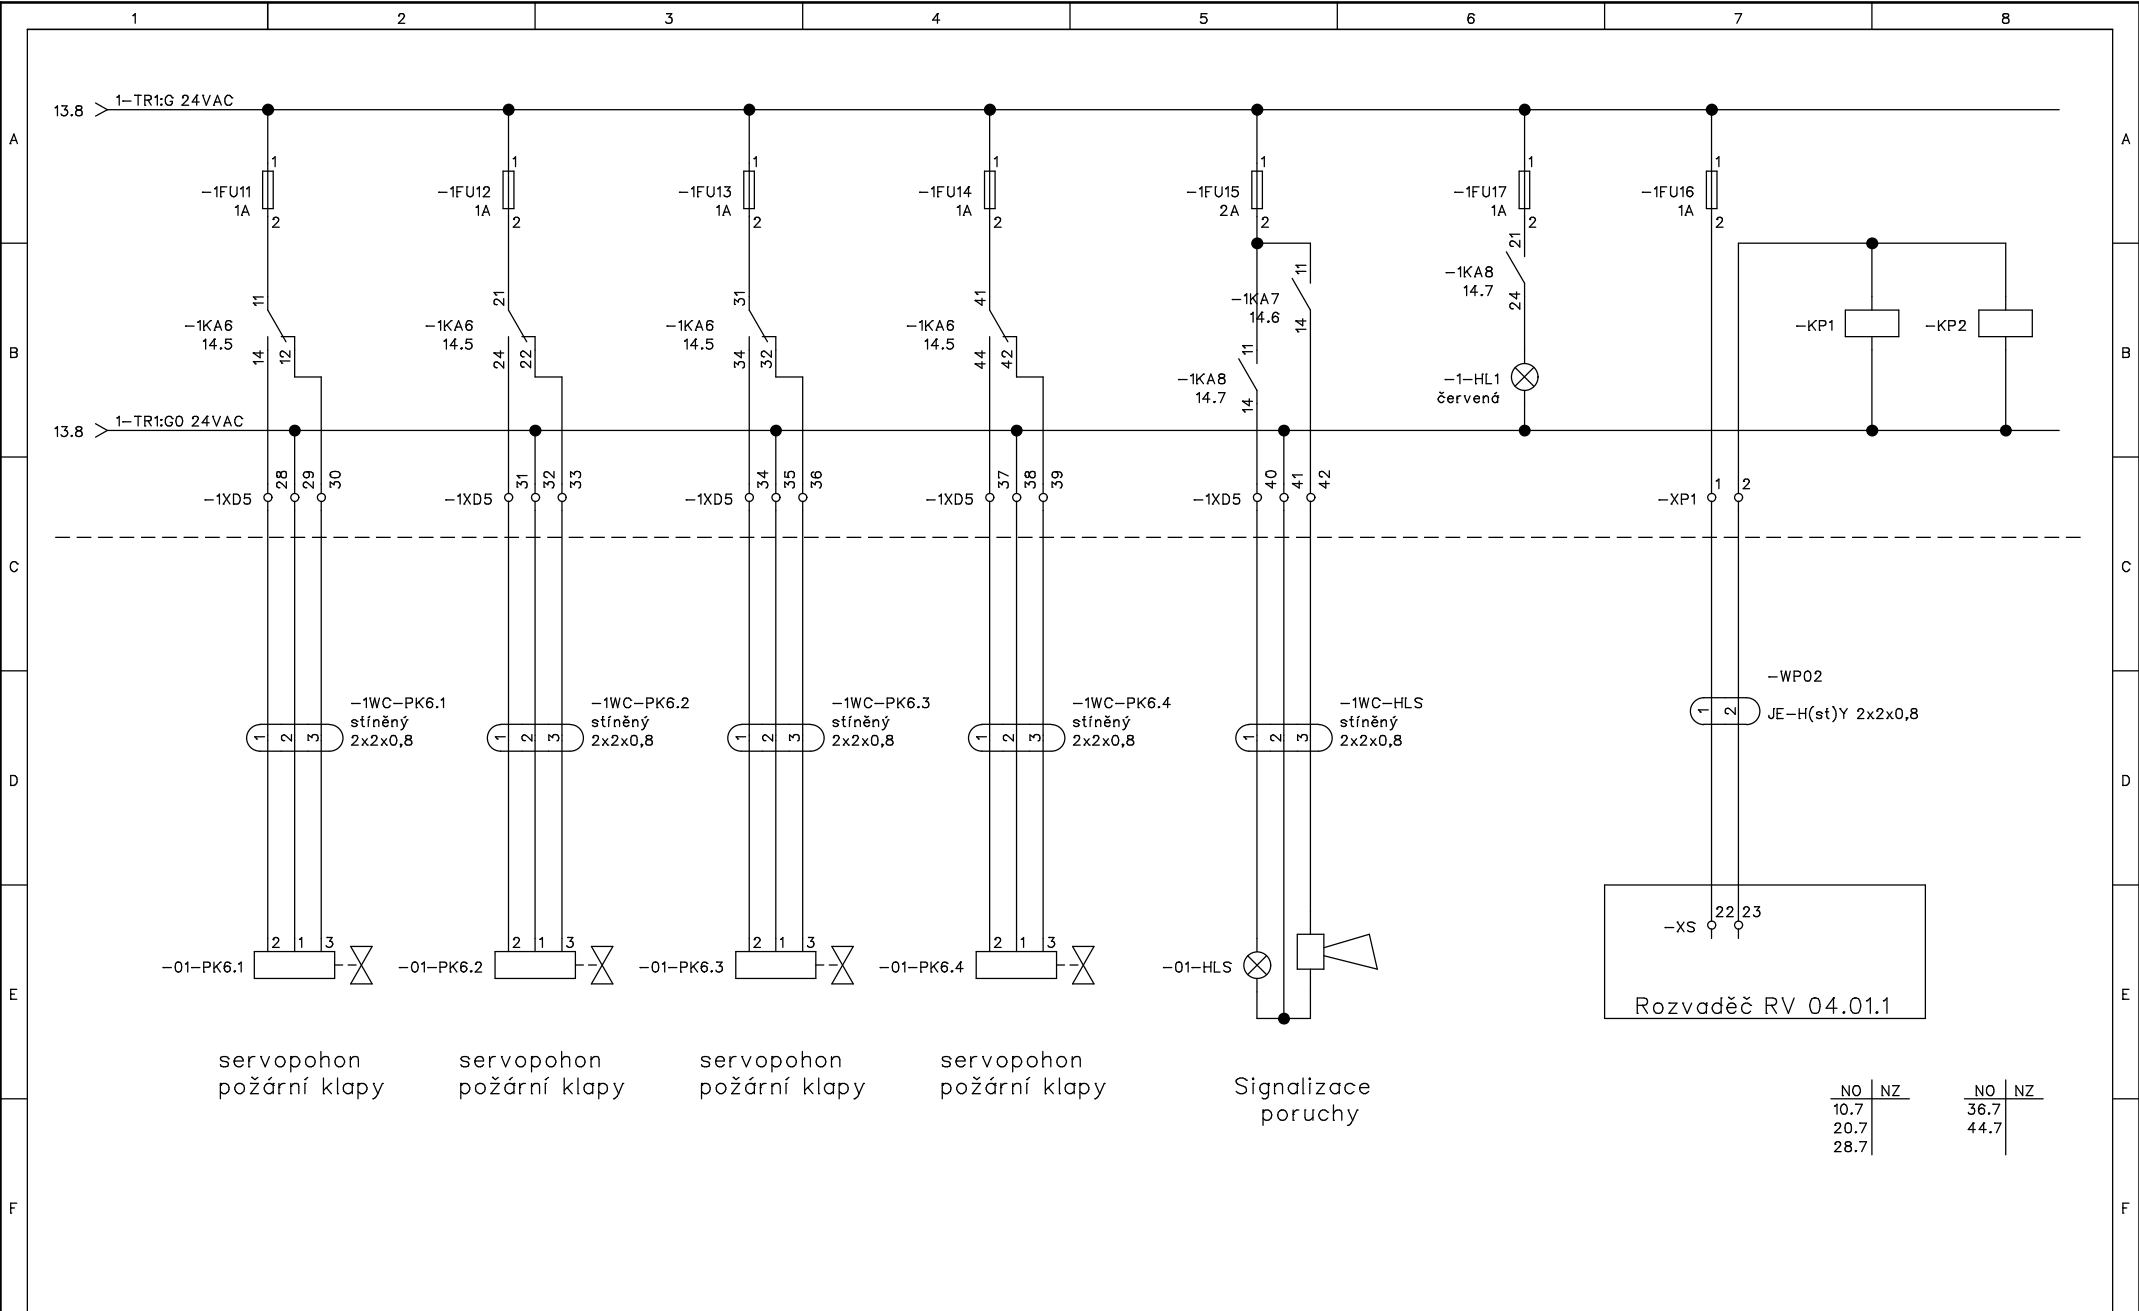 1 2 3 4 5 6 7 8
13.8 1-TR1:G 24VAC
A A
1 1 1 1 1 1 1
-1FU11 -1FU12 -1FU13 -1FU14 -1FU15 -1FU17 -1FU16
1A 1A 1A 1A 2A 1A 1A
2 2 2 2 2 2 2
21
11
-1KA8
14.7
24
-1KA7
14.6
14
11 21 31 41
-1KA6 -1KA6 -1KA6 -1KA6
14.5 14.5 14.5 14.5
14 12 24 22 34 32 44 42
11
-1KA8
14.7
14
-1-HL1
červená
-KP1 -KP2
B B
13.8 1-TR1:G0 24VAC
28 29 30 31 32 33 34 35 36 37 38 39 40 41 42 1 2
-1XD5 -1XD5 -1XD5 -1XD5 -1XD5 -XP1
C C
-WP02
1 2 JE-H(st)Y 2x2x0,8
-1WC-PK6.1 -1WC-PK6.2 -1WC-PK6.3 -1WC-PK6.4 -1WC-HLS
stíněný stíněný stíněný stíněný stíněný
1 2 3 2x2x0,8 1 2 3 2x2x0,8 1 2 3 2x2x0,8 1 2 3 2x2x0,8 1 2 3 2x2x0,8
D D
22 23
-XS
2 1 3 2 1 3 2 1 3 2 1 3
-01-PK6.1 -01-PK6.2 -01-PK6.3 -01-PK6.4 -01-HLS
E E
Rozvaděč RV 04.01.1
servopohon servopohon servopohon servopohon
požární klapy požární klapy požární klapy požární klapy
Signalizace
poruchy
NO NZ NO NZ
10.7 36.7
20.7 44.7
28.7
F F